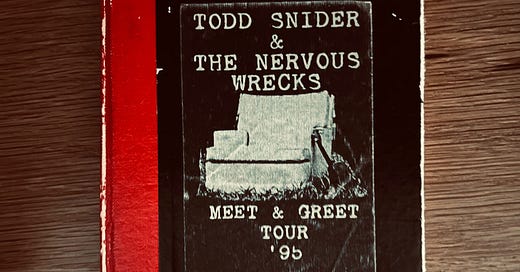 TODD SNIDER
&
THE NERVOUS
WRECKS
MEET & GREET
TOUR
'95